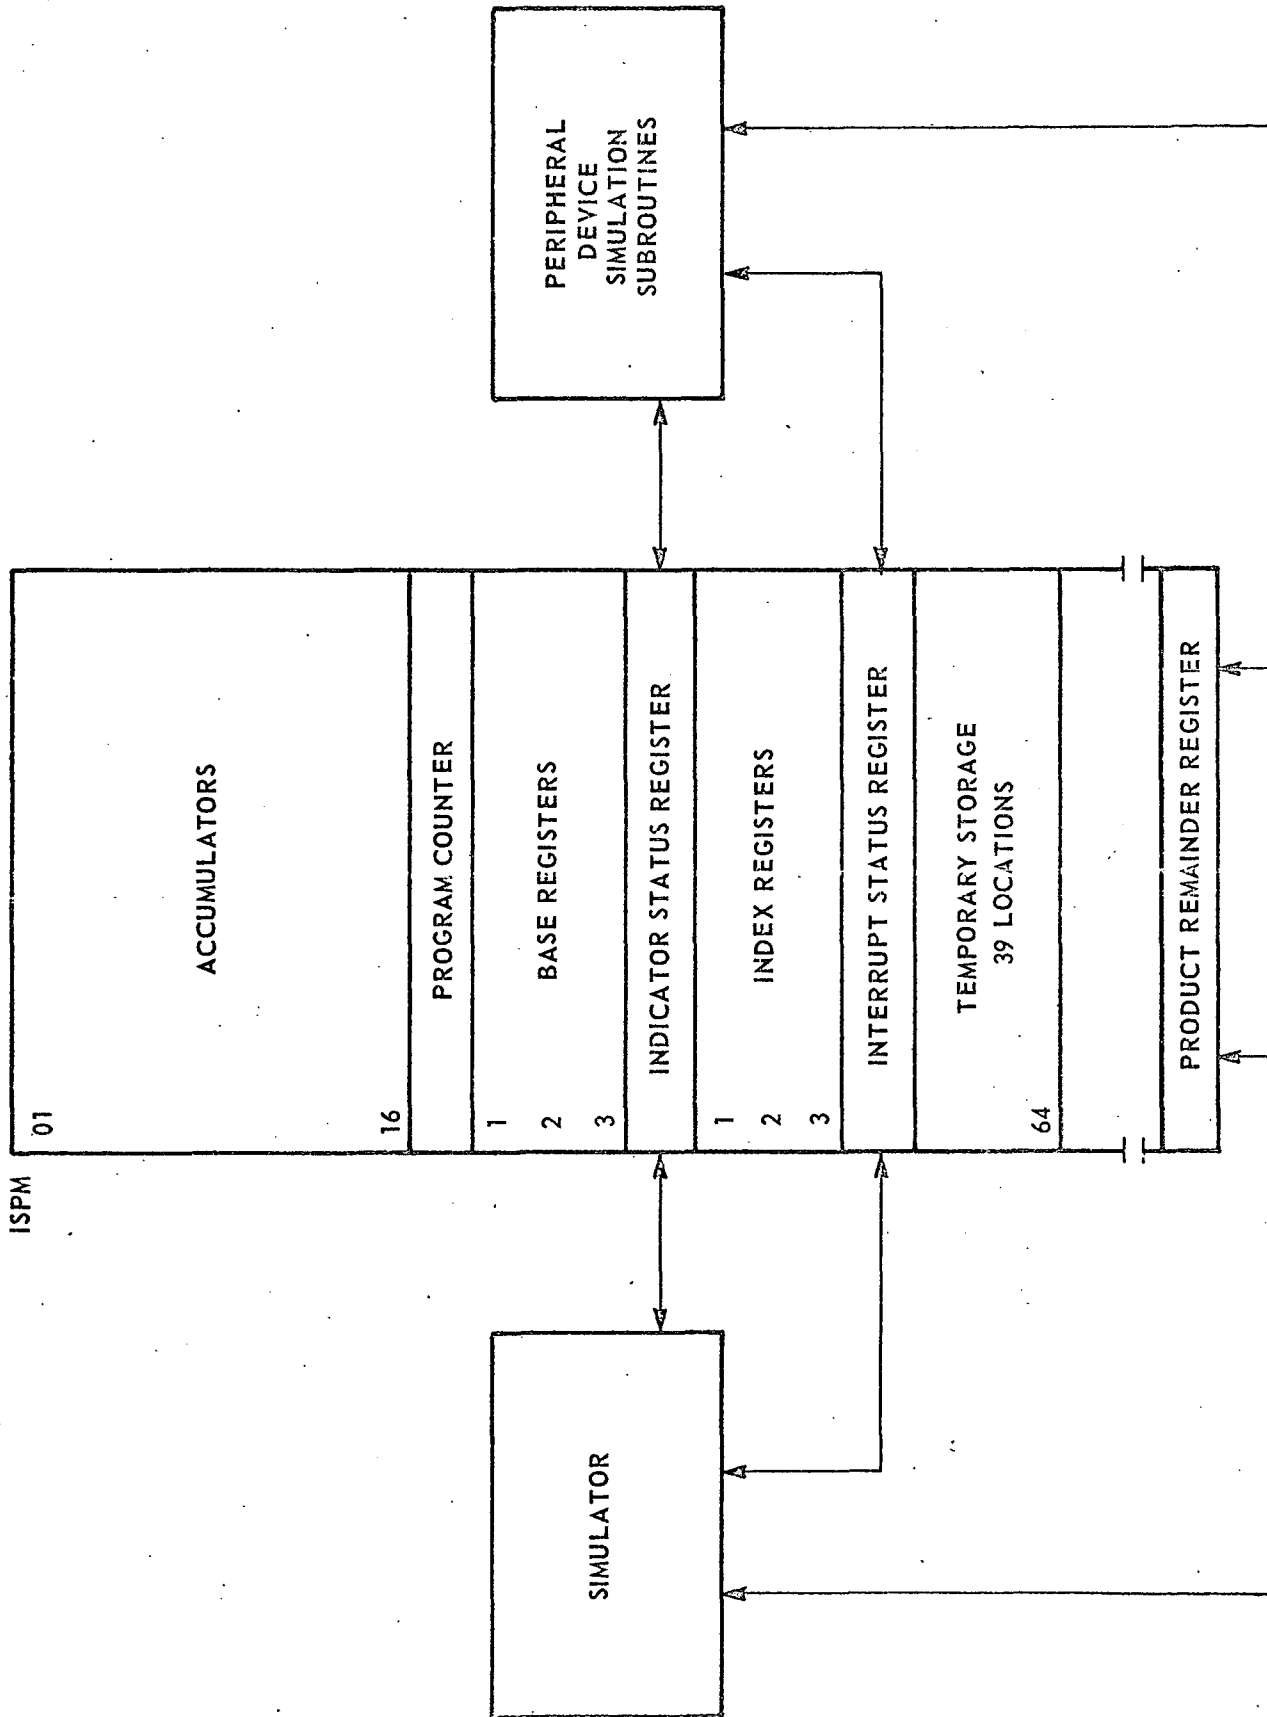 ISPM
01
ACCUMULATORS
16
PROGRAM COUNTER
1
2
BASE REGISTERS
3
INDICATOR STATUS REGISTER
1
2
INDEX REGISTERS
3
INTERRUPT STATUS REGISTER
TEMPORARY STORAGE
39 LOCATIONS
64
PRODUCT REMAINDER REGISTER
SIMULATOR
PERIPHERAL
DEVICE
SIMULATION
SUBROUTINES